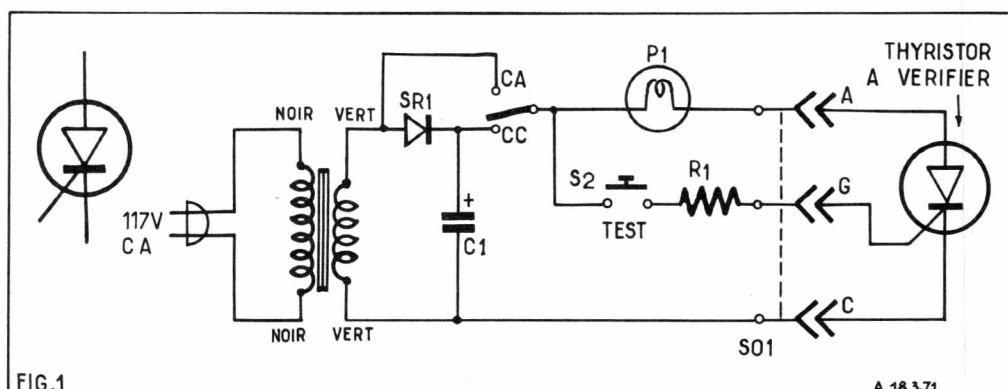 THYRISTOR
A VERIFIER
P1
CA
SR1
NOIR
VERT
CC
A
S2
R1
G
TEST
117V
CA
+
C1
C
NOIR
VERT
SO1
FIG.1
A 18.3.71